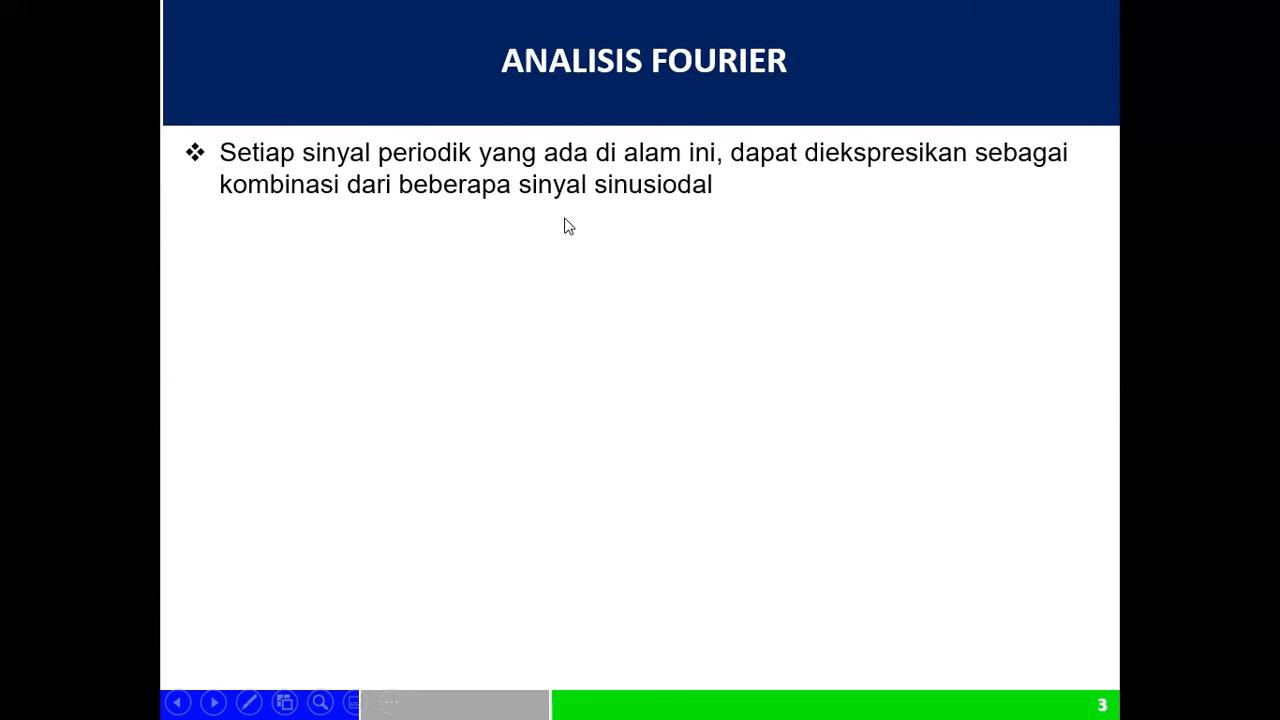 ANALISIS FOURIER
❖ Setiap sinyal periodik yang ada di alam ini, dapat diekspresikan sebagai
kombinasi dari beberapa sinyal sinusiodal
3